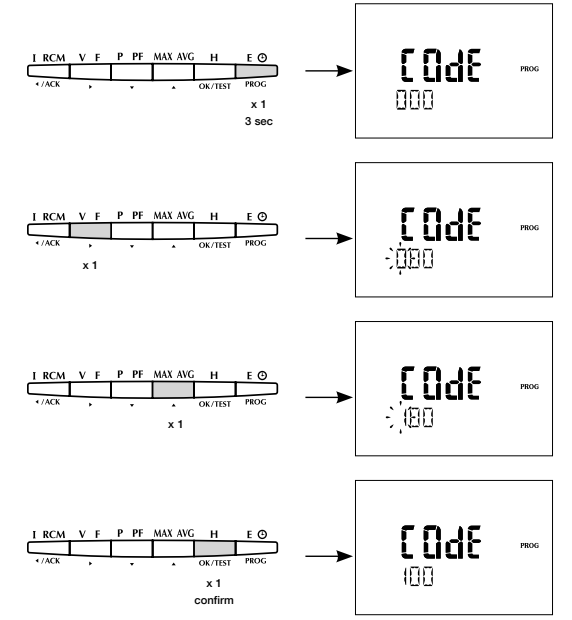 I RCM V F P PF MAX AVG H E
/ACK OK/TEST PROG
x 1
3 sec
COdE PROG
000
I RCM V F P PF MAX AVG H E
/ACK OK/TEST PROG
x 1
COdE PROG
000
I RCM V F P PF MAX AVG H E
/ACK OK/TEST PROG
x 1
COdE PROG
100
I RCM V F P PF MAX AVG H E
/ACK OK/TEST PROG
x 1
confirm
COdE PROG
100